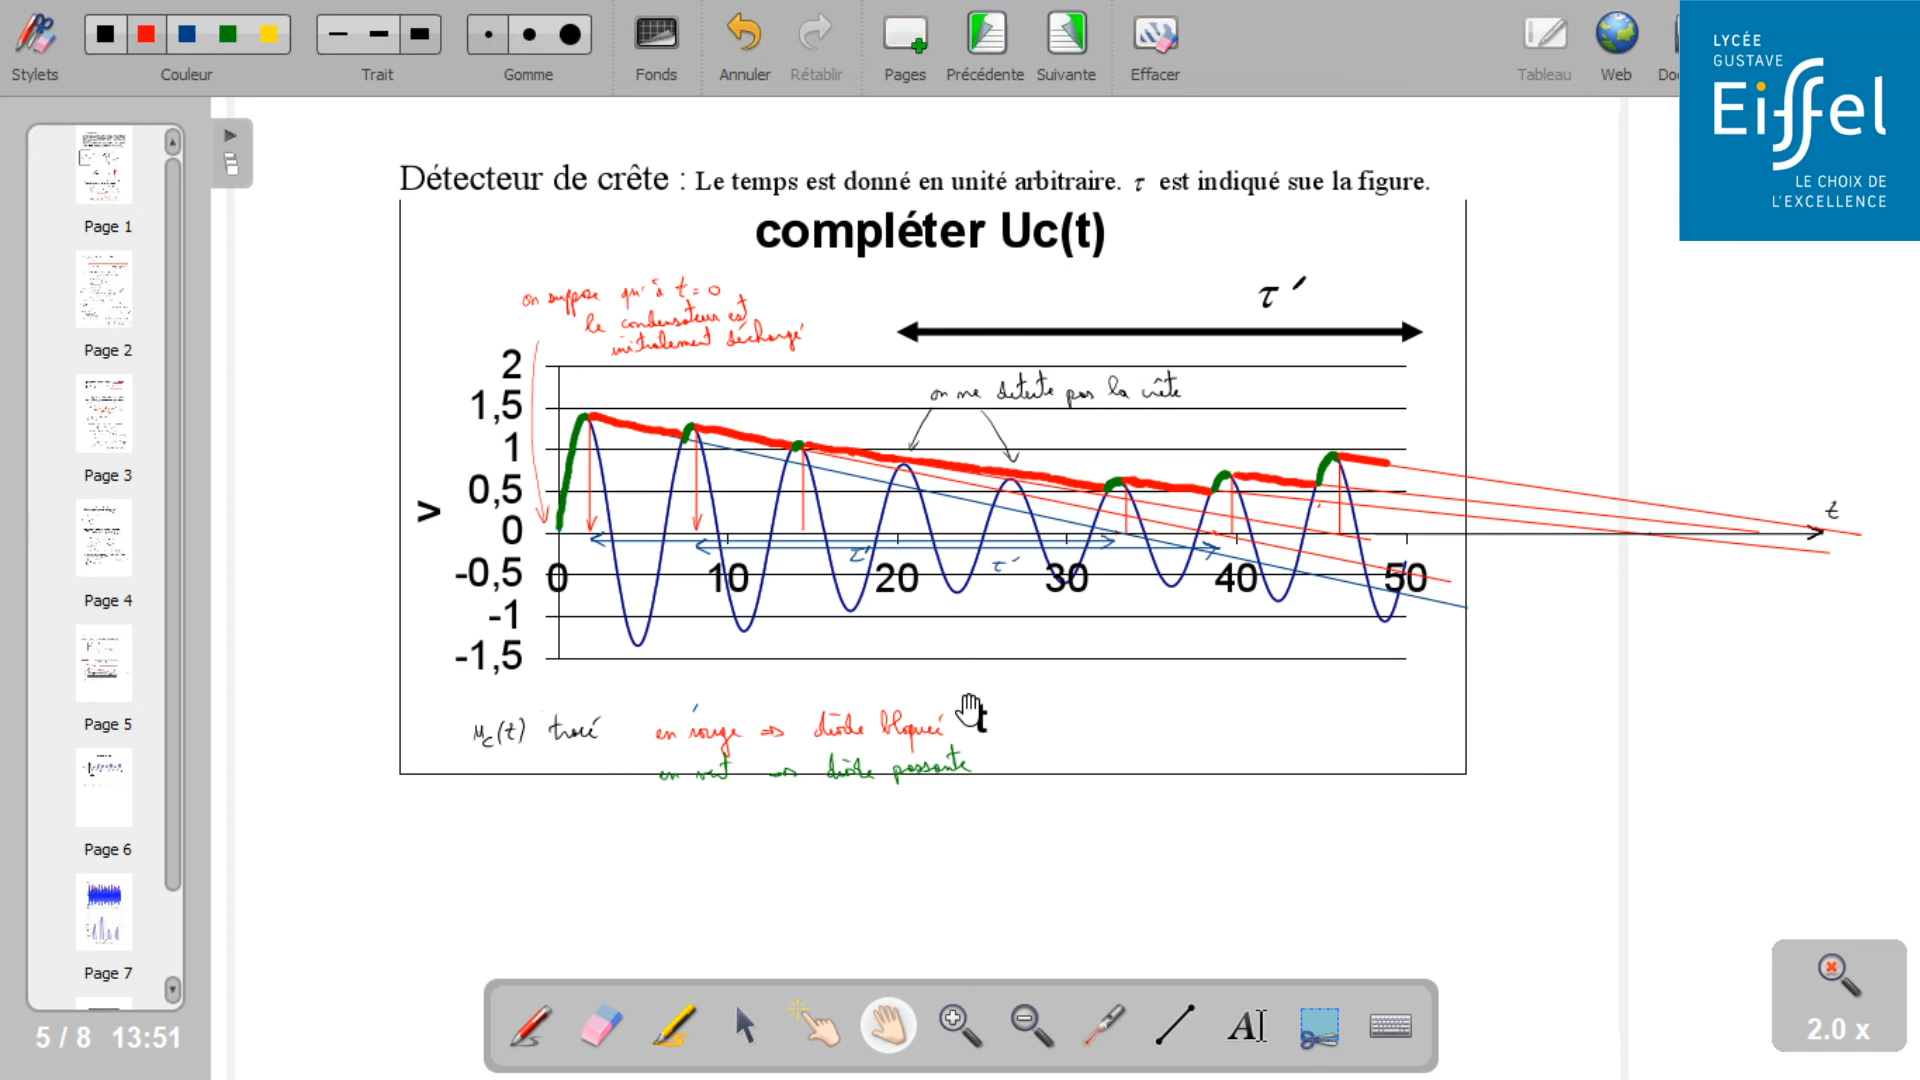 Stylets
Couleur
Trait
Gomme
Fonds
Annuler
Rétablir
Pages
Précédente
Suivante
Effacer
Tableau
Web
LYCÉE
GUSTAVE
Eiffel
LE CHOIX DE
L'EXCELLENCE
Page 1
Page 2
Page 3
Page 4
Page 5
Page 6
Page 7
5 / 8 13:51
Détecteur de crête : Le temps est donné en unité arbitraire. τ est indiqué sue la figure.
compléter Uc(t)
on suppose qu'à t = 0
le condensateur est
initialement déchargé
τ′
on ne détecte pas la crête
2
1,5
1
0,5
0
-0,5
-1
-1,5
V
0 10 20 30 40 50
τ′
τ′
t
t
uc(t) tracé en rouge ⇒ diode bloquée
en vert ⇒ diode passante
2.0 x